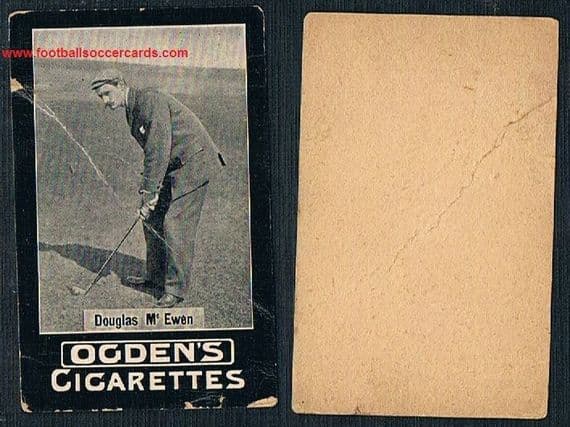 www.footballsoccercards.com
Douglas Mc Ewen
OGDEN'S
CIGARETTES